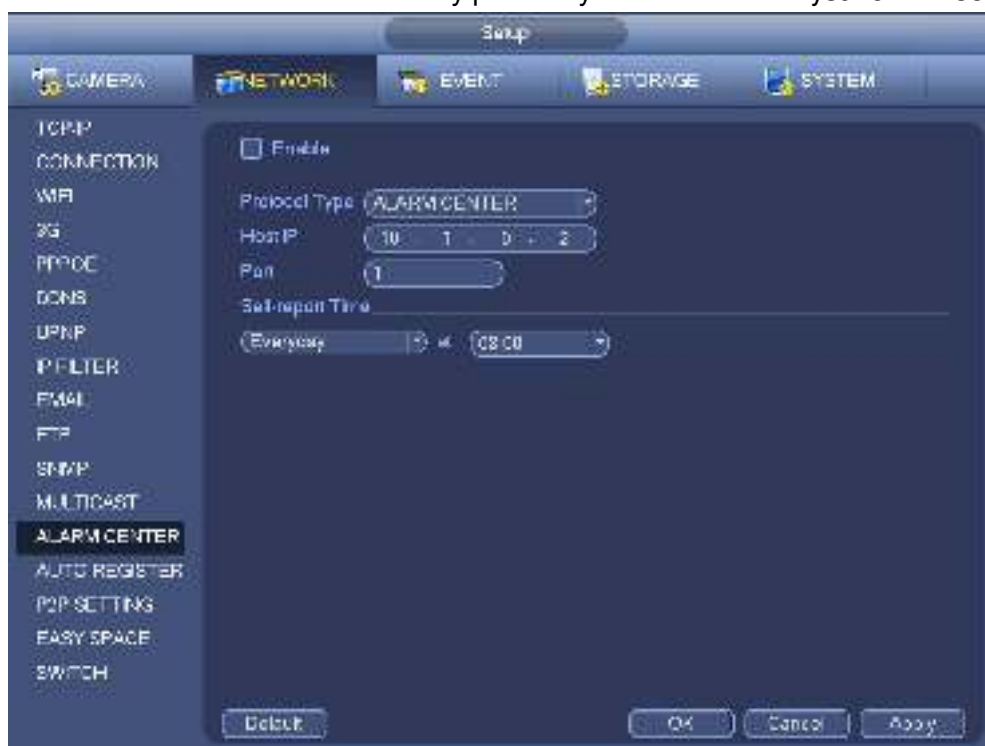 Setup
CAMERA NETWORK EVENT STORAGE SYSTEM
TCP/IP
CONNECTION
WIFI
3G
PPPOE
DDNS
UPNP
IP FILTER
EMAIL
FTP
SNMP
MULTICAST
ALARM CENTER
AUTO REGISTER
P2P SETTING
EASY SPACE
SWITCH
Enable
Protocol Type ALARM CENTER
Host IP 10 . 1 . 0 . 2
Port 1
Self-report Time
Everyday at 08:00
Default OK Cancel Apply